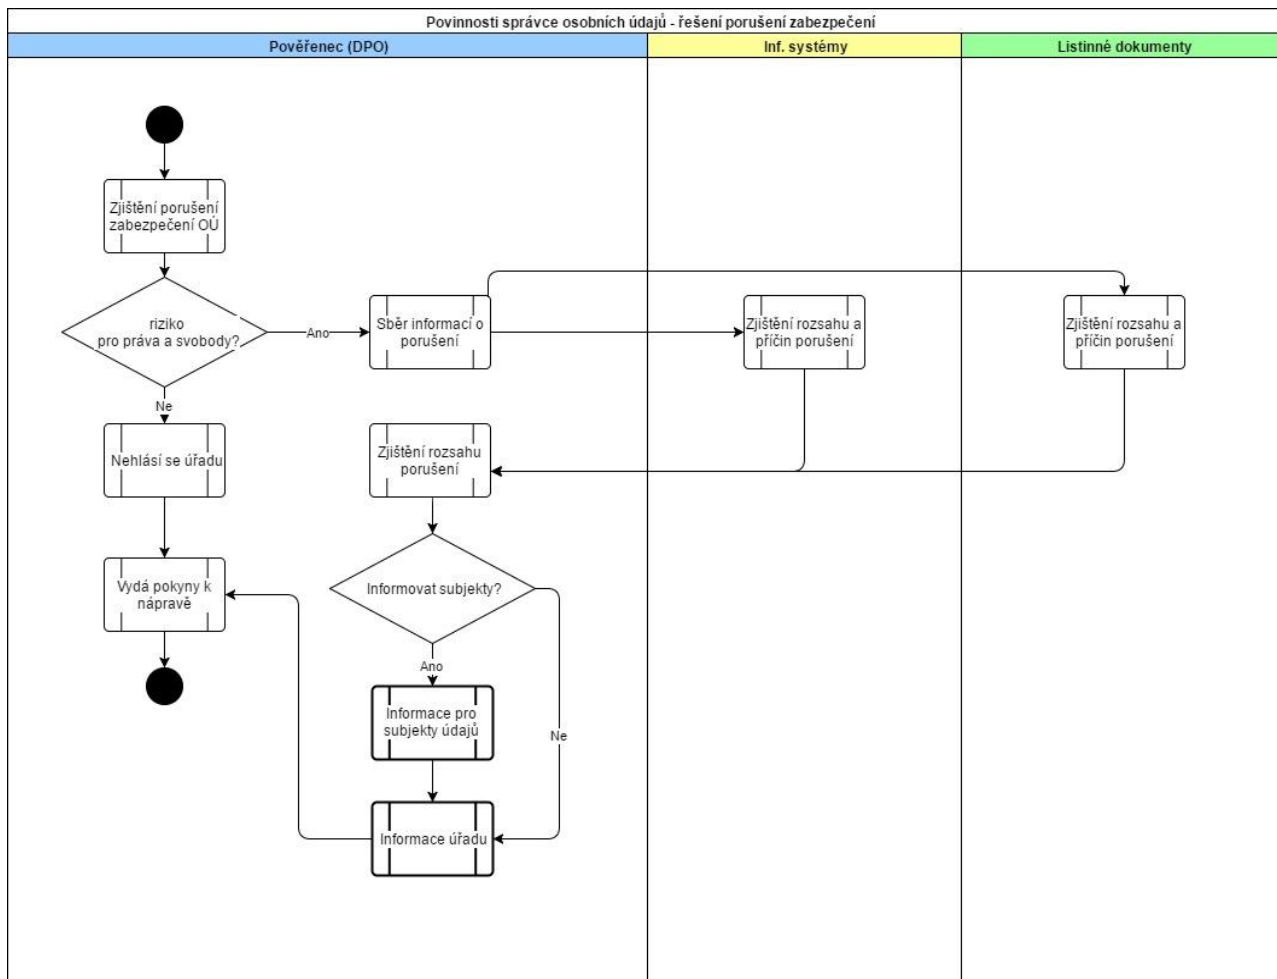 Povinnosti správce osobních údajů - řešení porušení zabezpečení
Pověřenec (DPO)
Inf. systémy
Listinné dokumenty
Zjištění porušení
zabezpečení OÚ
riziko
pro práva a svobody?
Ano
Sběr informací o
porušení
Zjištění rozsahu a
příčin porušení
Zjištění rozsahu a
příčin porušení
Ne
Nehlásí se úřadu
Zjištění rozsahu
porušení
Vydá pokyny k
nápravě
Informovat subjekty?
Ano
Informace pro
subjekty údajů
Ne
Informace úřadu